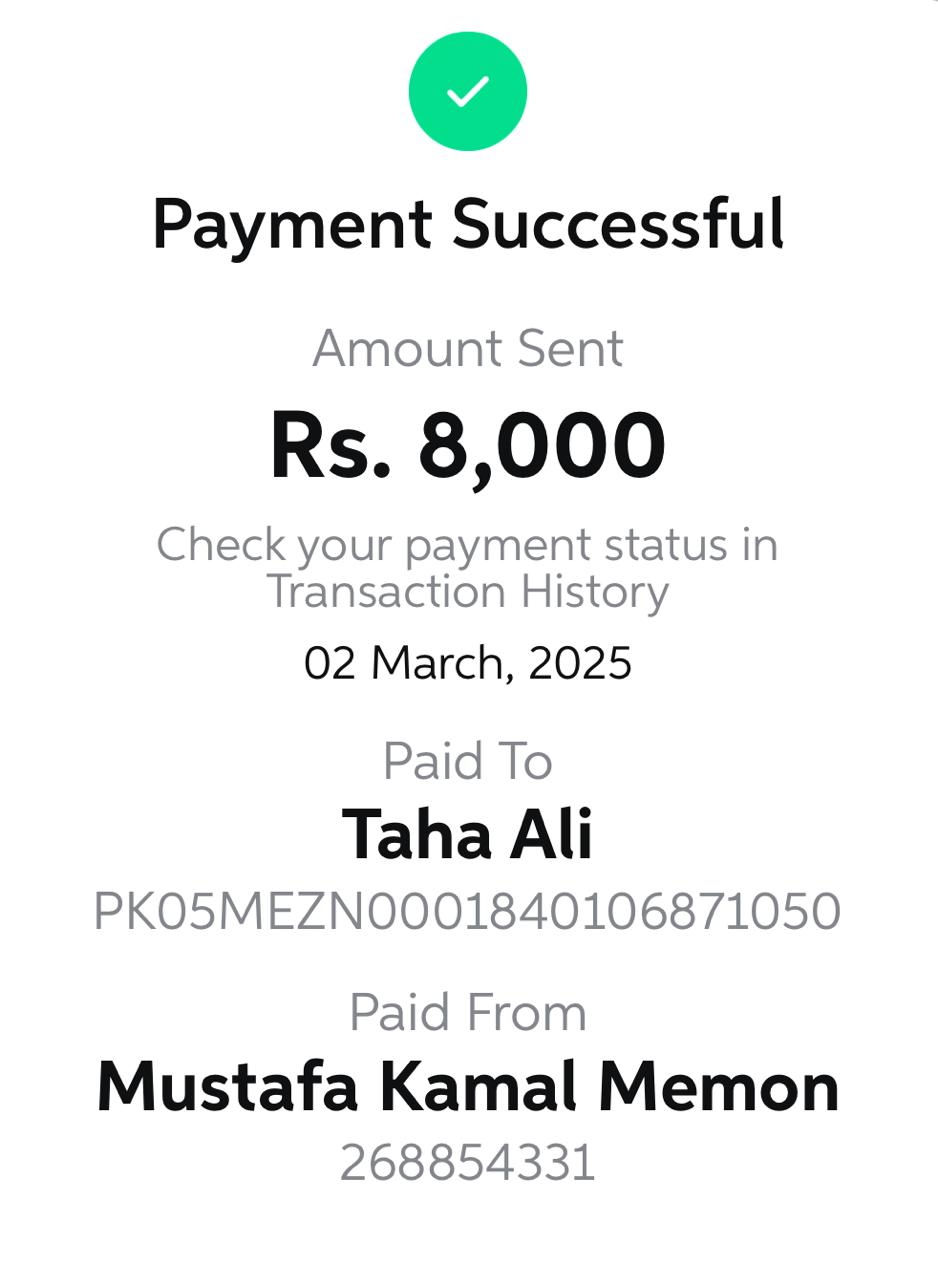 Payment Successful
Amount Sent
Rs. 8,000
Check your payment status in
Transaction History
02 March, 2025
Paid To
Taha Ali
PK05MEZN0001840106871050
Paid From
Mustafa Kamal Memon
268854331